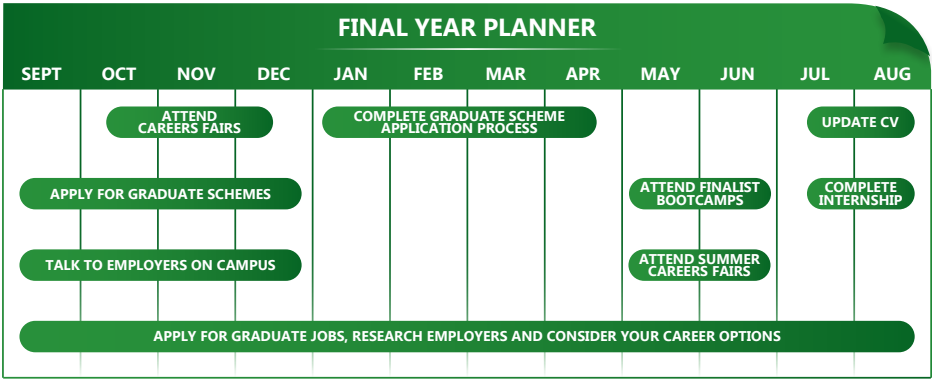 FINAL YEAR PLANNER
SEPT OCT NOV DEC JAN FEB MAR APR MAY JUN JUL AUG
ATTEND
CAREERS FAIRS
COMPLETE GRADUATE SCHEME
APPLICATION PROCESS
UPDATE CV
APPLY FOR GRADUATE SCHEMES
ATTEND FINALIST
BOOTCAMPS
COMPLETE
INTERNSHIP
TALK TO EMPLOYERS ON CAMPUS
ATTEND SUMMER
CAREERS FAIRS
APPLY FOR GRADUATE JOBS, RESEARCH EMPLOYERS AND CONSIDER YOUR CAREER OPTIONS